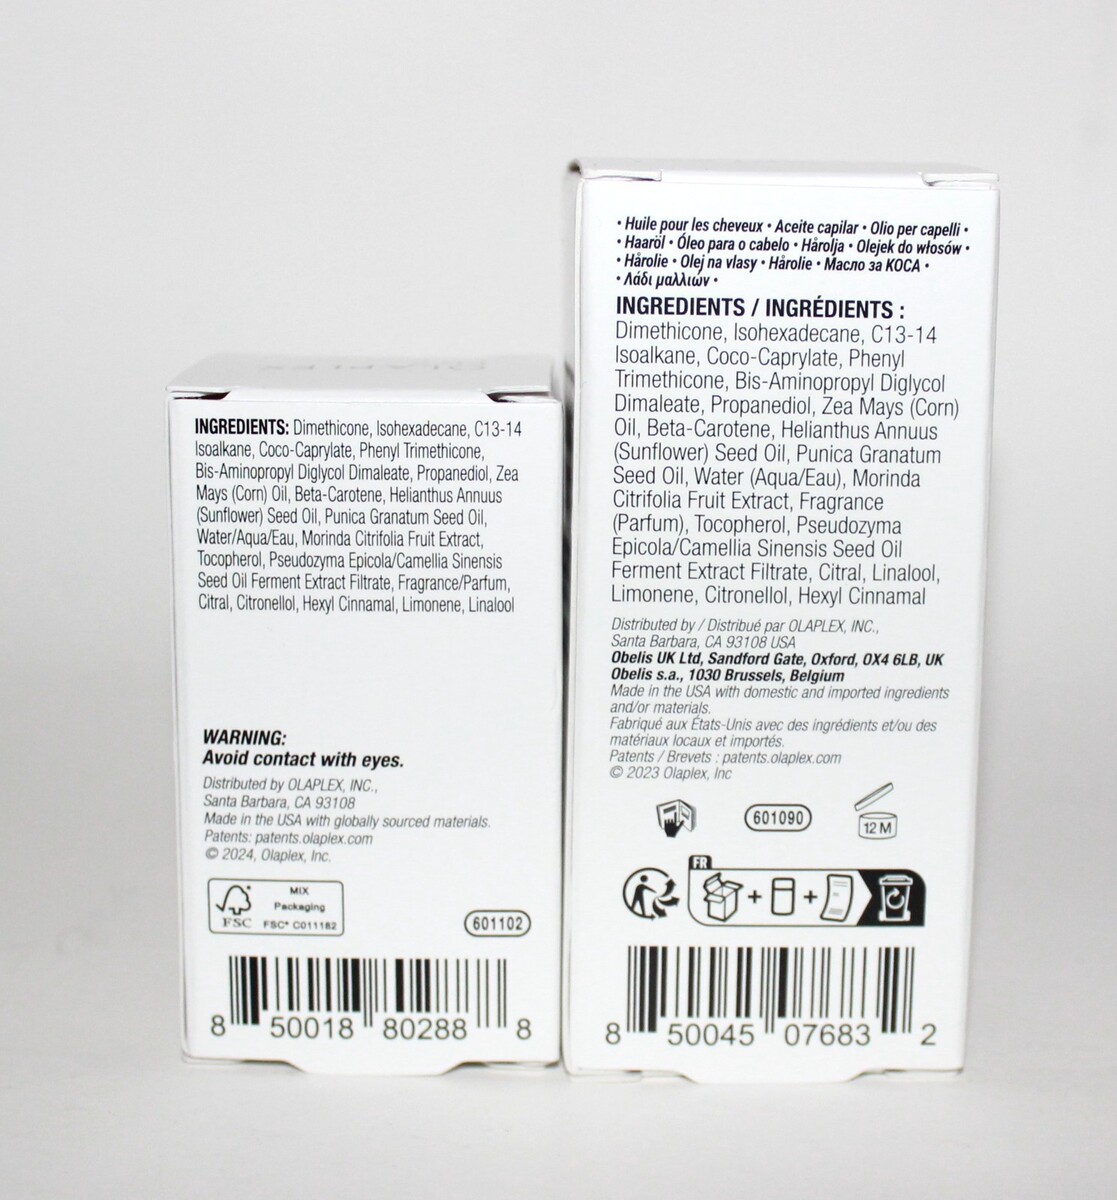 OLAPLEX
INGREDIENTS: Dimethicone, Isohexadecane, C13-14
Isoalkane, Coco-Caprylate, Phenyl Trimethicone,
Bis-Aminopropyl Diglycol Dimaleate, Propanediol, Zea
Mays (Corn) Oil, Beta-Carotene, Helianthus Annuus
(Sunflower) Seed Oil, Punica Granatum Seed Oil,
Water/Aqua/Eau, Morinda Citrifolia Fruit Extract,
Tocopherol, Pseudozyma Epicola/Camellia Sinensis
Seed Oil Ferment Extract Filtrate, Fragrance/Parfum,
Citral, Citronellol, Hexyl Cinnamal, Limonene, Linalool
WARNING:
Avoid contact with eyes.
Distributed by OLAPLEX, INC.,
Santa Barbara, CA 93108
Made in the USA with globally sourced materials.
Patents: patents.olaplex.com
© 2024, Olaplex, Inc.
FSC
MIX
Packaging
FSC® C011182
601102
8 50018 80288 8
• Huile pour les cheveux • Aceite capilar • Olio per capelli •
• Haaröl • Óleo para o cabelo • Hårolja • Olejek do włosów •
• Hårolie • Olej na vlasy • Hårolie • Масло за КОСА •
• Λάδι μαλλιών •
INGREDIENTS / INGRÉDIENTS :
Dimethicone, Isohexadecane, C13-14
Isoalkane, Coco-Caprylate, Phenyl
Trimethicone, Bis-Aminopropyl Diglycol
Dimaleate, Propanediol, Zea Mays (Corn)
Oil, Beta-Carotene, Helianthus Annuus
(Sunflower) Seed Oil, Punica Granatum
Seed Oil, Water (Aqua/Eau), Morinda
Citrifolia Fruit Extract, Fragrance
(Parfum), Tocopherol, Pseudozyma
Epicola/Camellia Sinensis Seed Oil
Ferment Extract Filtrate, Citral, Linalool,
Limonene, Citronellol, Hexyl Cinnamal
Distributed by / Distribué par OLAPLEX, INC.,
Santa Barbara, CA 93108 USA
Obelis UK Ltd, Sandford Gate, Oxford, OX4 6LB, UK
Obelis s.a., 1030 Brussels, Belgium
Made in the USA with domestic and imported ingredients
and/or materials.
Fabriqué aux États-Unis avec des ingrédients et/ou des
matériaux locaux et importés.
Patents / Brevets : patents.olaplex.com
© 2023 Olaplex, Inc
601090
12 M
FR
+ +
8 50045 07683 2